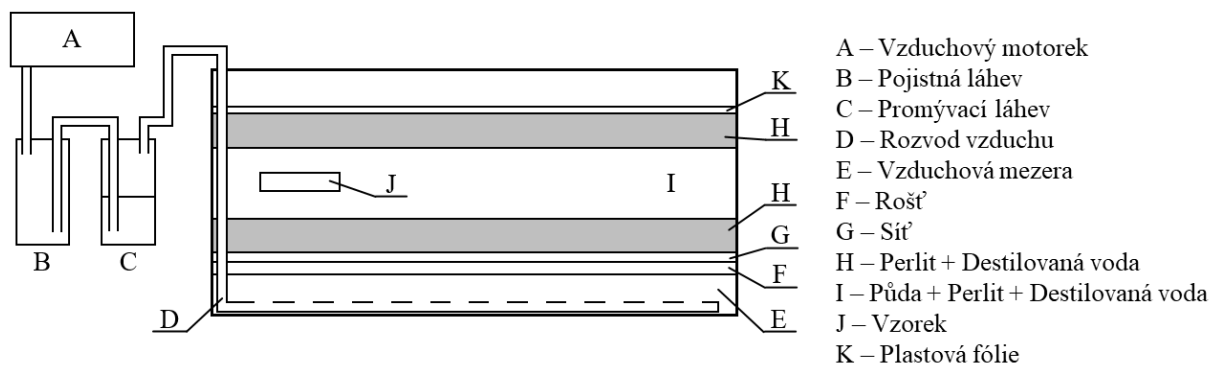 A
B
C
D
K
H
J
I
H
G
F
E
A – Vzduchový motorek
B – Pojistná láhev
C – Promývací láhev
D – Rozvod vzduchu
E – Vzduchová mezera
F – Rošť
G – Síť
H – Perlit + Destilovaná voda
I – Půda + Perlit + Destilovaná voda
J – Vzorek
K – Plastová fólie